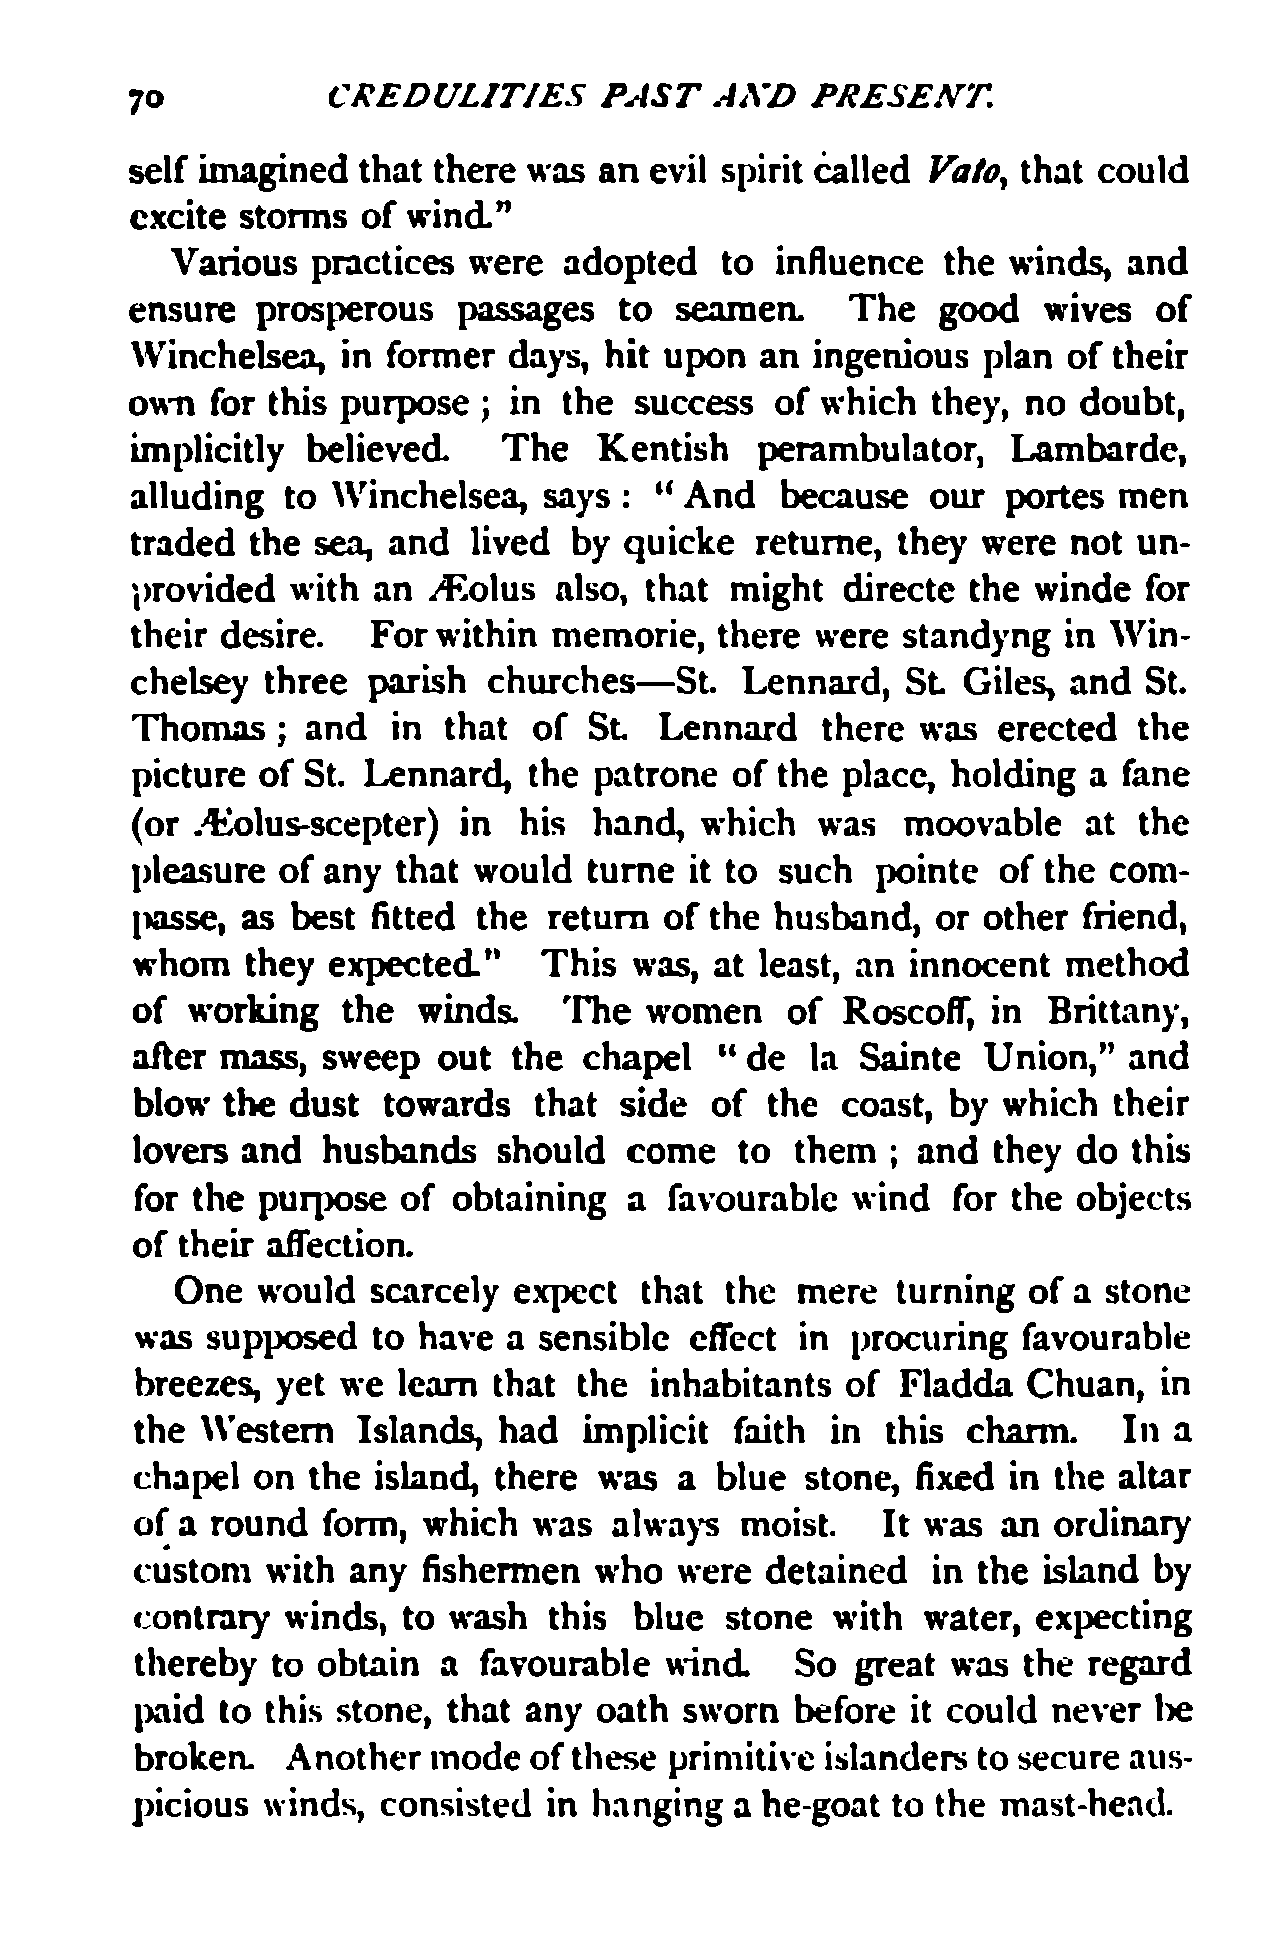 70 CREDULITIES PAST AND PRESENT.
self imagined that there was an evil spirit called Vato, that could
excite storms of wind."
Various practices were adopted to influence the winds, and
ensure prosperous passages to seamen. The good wives of
Winchelsea, in former days, hit upon an ingenious plan of their
own for this purpose ; in the success of which they, no doubt,
implicitly believed. The Kentish perambulator, Lambarde,
alluding to Winchelsea, says : " And because our portes men
traded the sea, and lived by quicke returne, they were not un-
provided with an Æolus also, that might directe the winde for
their desire. For within memorie, there were standyng in Win-
chelsey three parish churches—St. Lennard, St. Giles, and St.
Thomas ; and in that of St. Lennard there was erected the
picture of St. Lennard, the patrone of the place, holding a fane
(or Æolus-scepter) in his hand, which was moovable at the
pleasure of any that would turne it to such pointe of the com-
passe, as best fitted the return of the husband, or other friend,
whom they expected." This was, at least, an innocent method
of working the winds. The women of Roscoff, in Brittany,
after mass, sweep out the chapel " de la Sainte Union," and
blow the dust towards that side of the coast, by which their
lovers and husbands should come to them ; and they do this
for the purpose of obtaining a favourable wind for the objects
of their affection.
One would scarcely expect that the mere turning of a stone
was supposed to have a sensible effect in procuring favourable
breezes, yet we learn that the inhabitants of Fladda Chuan, in
the Western Islands, had implicit faith in this charm. In a
chapel on the island, there was a blue stone, fixed in the altar
of a round form, which was always moist. It was an ordinary
custom with any fishermen who were detained in the island by
contrary winds, to wash this blue stone with water, expecting
thereby to obtain a favourable wind. So great was the regard
paid to this stone, that any oath sworn before it could never be
broken. Another mode of these primitive islanders to secure aus-
picious winds, consisted in hanging a he-goat to the mast-head.